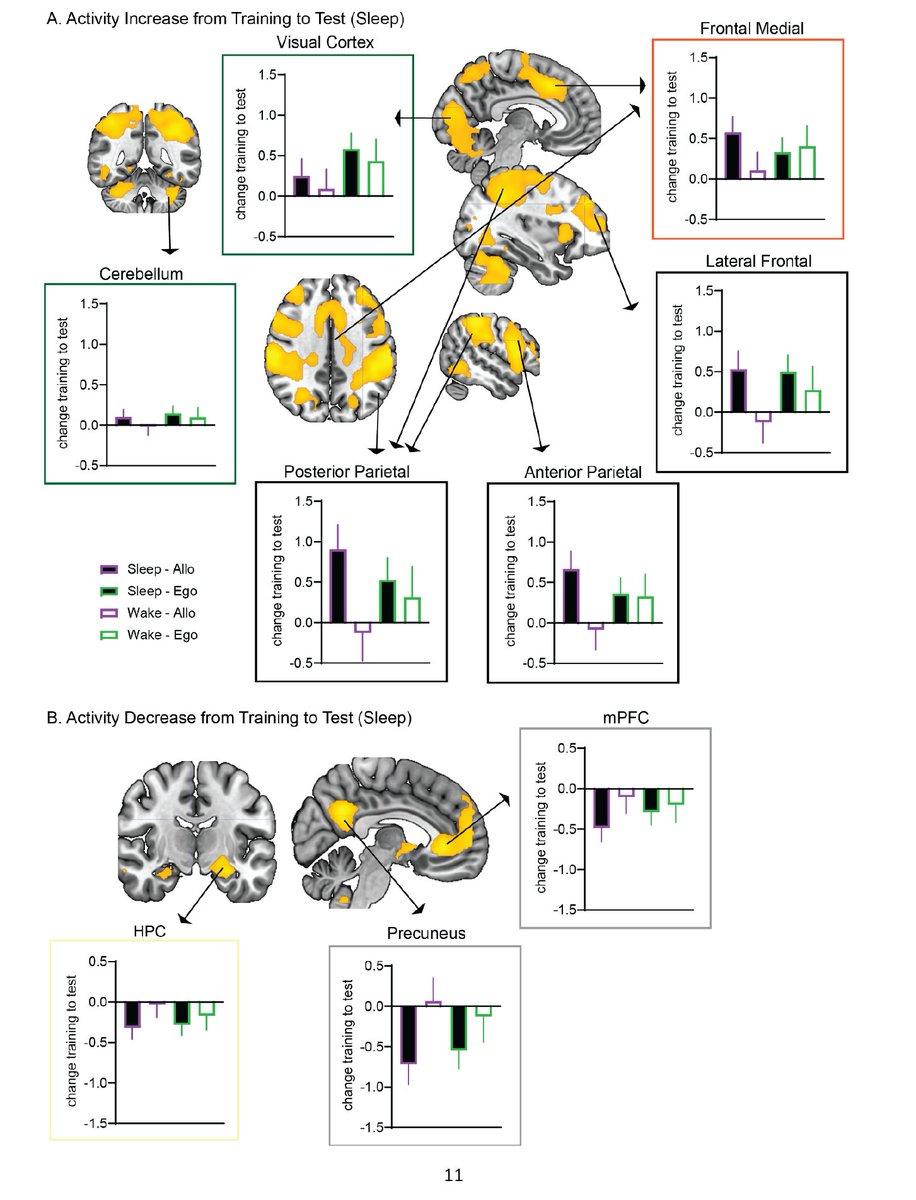 A. Activity Increase from Training to Test (Sleep)
Visual Cortex
change training to test
1.5
1.0
0.5
0.0
-0.5
Frontal Medial
change training to test
1.5
1.0
0.5
0.0
-0.5
Cerebellum
change training to test
1.5
1.0
0.5
0.0
-0.5
Lateral Frontal
change training to test
1.5
1.0
0.5
0.0
-0.5
Posterior Parietal
change training to test
1.5
1.0
0.5
0.0
-0.5
Anterior Parietal
change training to test
1.5
1.0
0.5
0.0
-0.5
Sleep - Allo
Sleep - Ego
Wake - Allo
Wake - Ego
B. Activity Decrease from Training to Test (Sleep)
mPFC
change training to test
0.5
0.0
-0.5
-1.0
-1.5
HPC
change training to test
0.5
0.0
-0.5
-1.0
-1.5
Precuneus
change training to test
0.5
0.0
-0.5
-1.0
-1.5
11